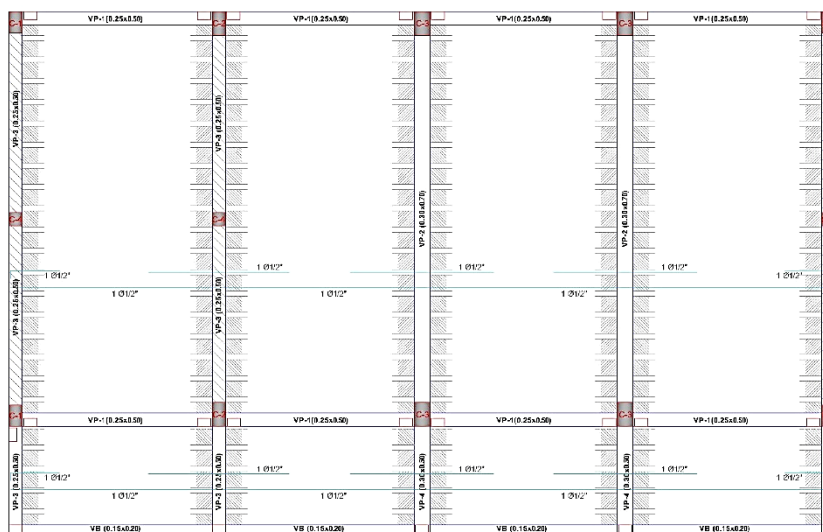 C-1 VP-1(0.25x0.50) C-2 VP-1(0.25x0.50) C-3 VP-1(0.25x0.50) C-3 VP-1(0.25x0.50)
VP-3 (0.25x0.50)
VP-3 (0.25x0.50)
VP-2 (0.30x0.70)
VP-2 (0.30x0.70)
1 Ø1/2" 1 Ø1/2" 1 Ø1/2" 1 Ø1/2" 1 Ø1/2"
1 Ø1/2" 1 Ø1/2" 1 Ø1/2"
VP-3 (0.25x0.50)
VP-3 (0.25x0.50)
C-1 VP-1(0.25x0.50) C-2 VP-1(0.25x0.50) C-3 VP-1(0.25x0.50) C-3 VP-1(0.25x0.50)
1 Ø1/2" 1 Ø1/2" 1 Ø1/2" 1 Ø1/2" 1 Ø1/2"
1 Ø1/2" 1 Ø1/2" 1 Ø1/2"
VP-3 (0.25x0.50)
VP-3 (0.25x0.50)
VP-4 (0.30x0.50)
VP-4 (0.30x0.50)
VB (0.15x0.20) VB (0.15x0.20) VB (0.15x0.20) VB (0.15x0.20)